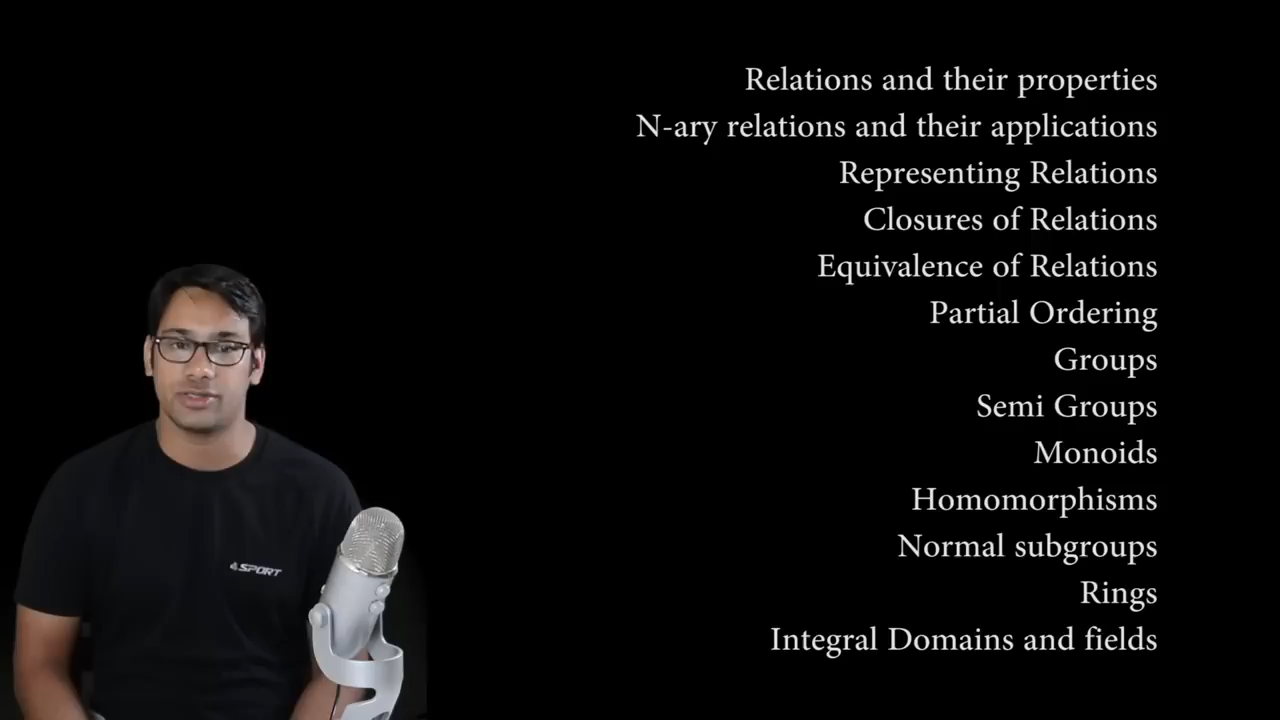 Relations and their properties
N-ary relations and their applications
Representing Relations
Closures of Relations
Equivalence of Relations
Partial Ordering
Groups
Semi Groups
Monoids
Homomorphisms
Normal subgroups
Rings
Integral Domains and fields
SPORT